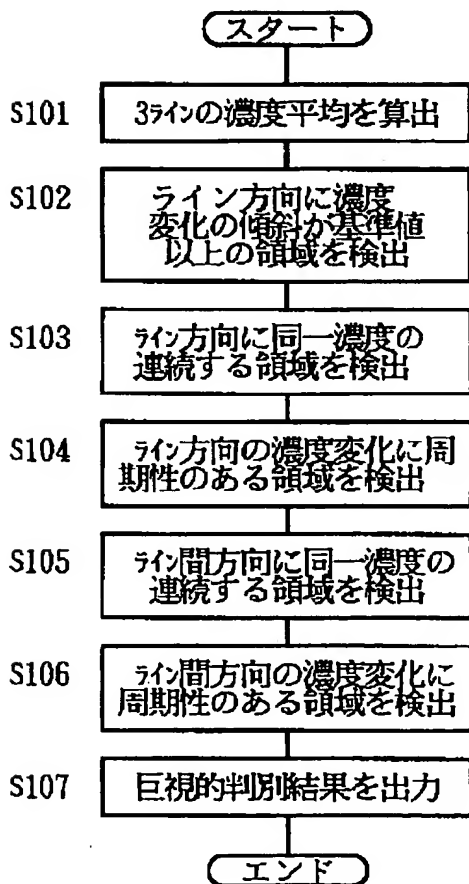 スタート
S101 3ラインの濃度平均を算出
S102 ライン方向に濃度
変化の傾斜が基準値
以上の領域を検出
S103 ライン方向に同一濃度の
連続する領域を検出
S104 ライン方向の濃度変化に周
期性のある領域を検出
S105 ライン間方向に同一濃度の
連続する領域を検出
S106 ライン間方向の濃度変化に
周期性のある領域を検出
S107 巨視的判別結果を出力
エンド